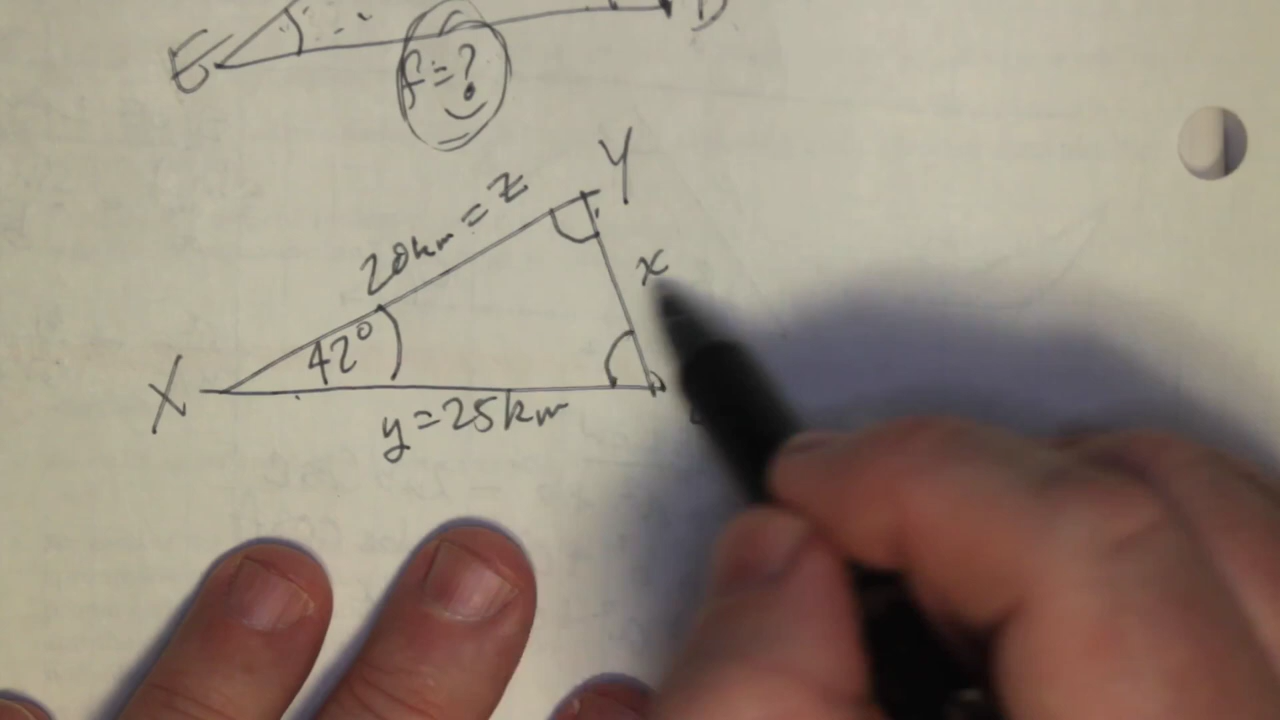 E
f=?
Y
20km = z
x
42°
X
y=25km